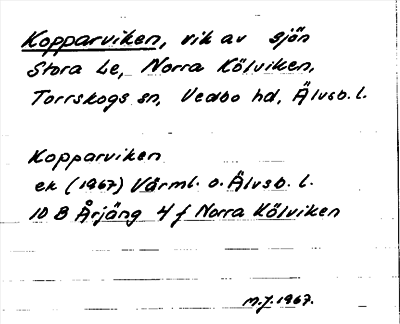 Kopparviken, vik av sjön
Stora Le, Norra Kölviken,
Torrskogs sn, Vedbo hd, Älvsb. l.
Kopparviken
ek (1967) Värml. o. Älvsb. l.
10 B Årjäng 4 f Norra Kölviken
M.J. 1967.